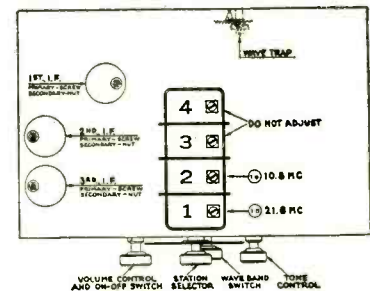 WAVE TRAP
1ST. I.F.
PRIMARY-SCREW
SECONDARY-NUT
4
DO NOT ADJUST
2ND. I.F.
PRIMARY-SCREW
SECONDARY-NUT
3
3RD. I.F.
PRIMARY-SCREW
SECONDARY-NUT
2
10.8 MC
1
21.6 MC
VOLUME CONTROL
AND ON-OFF SWITCH
STATION
SELECTOR
WAVE BAND
SWITCH
TONE
CONTROL